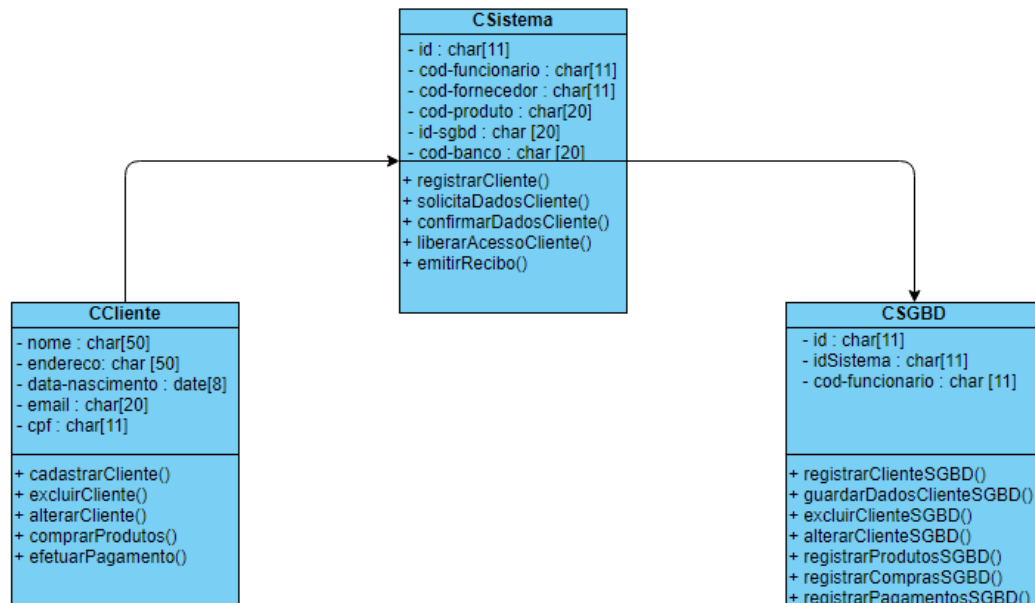 CSistema
- id : char[11]
- cod-funcionario : char[11]
- cod-fornecedor : char[11]
- cod-produto : char[20]
- id-sgbd : char [20]
- cod-banco : char [20]
+ registrarCliente()
+ solicitaDadosCliente()
+ confirmarDadosCliente()
+ liberarAcessoCliente()
+ emitirRecibo()
CCliente
- nome : char[50]
- endereco: char [50]
- data-nascimento : date[8]
- email : char[20]
- cpf : char[11]
+ cadastrarCliente()
+ excluirCliente()
+ alterarCliente()
+ comprarProdutos()
+ efetuarPagamento()
CSGBD
- id : char[11]
- idSistema : char[11]
- cod-funcionario : char [11]
+ registrarClienteSGBD()
+ guardarDadosClienteSGBD()
+ excluirClienteSGBD()
+ alterarClienteSGBD()
+ registrarProdutosSGBD()
+ registrarComprasSGBD()
+ registrarPagamentosSGBD()